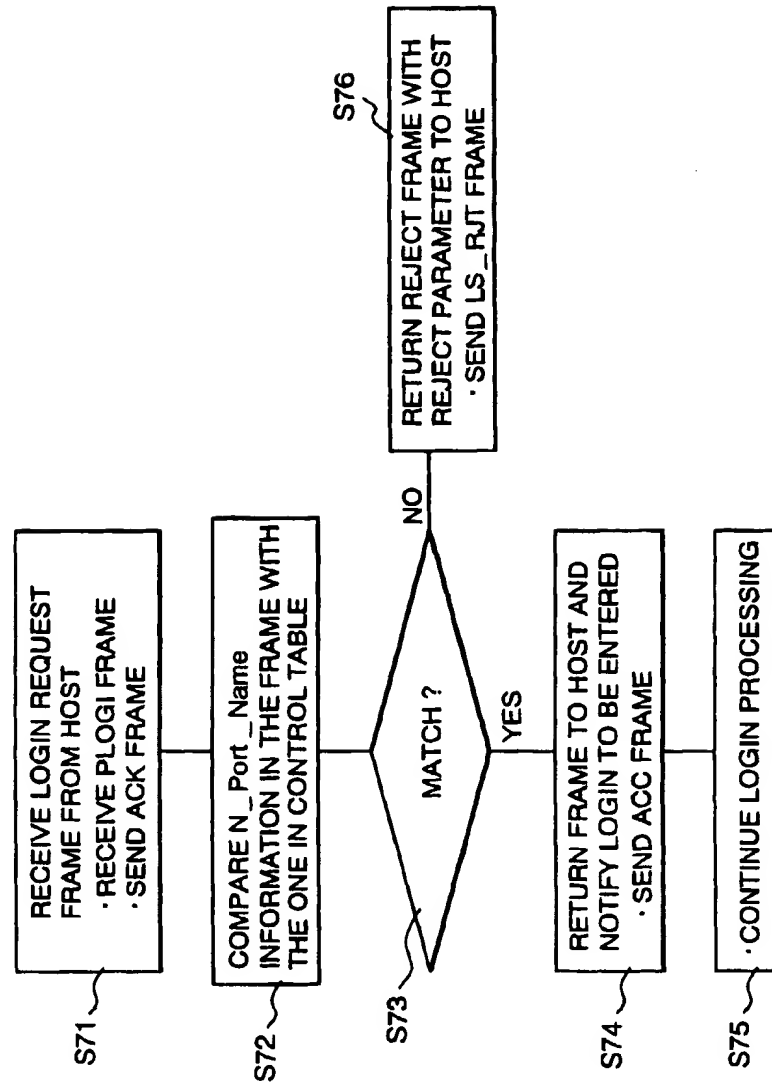 S71
RECEIVE LOGIN REQUEST
FRAME FROM HOST
· RECEIVE PLOGI FRAME
· SEND ACK FRAME
S72
COMPARE N_Port_Name
INFORMATION IN THE FRAME WITH
THE ONE IN CONTROL TABLE
S73
MATCH ?
NO
YES
S76
RETURN REJECT FRAME WITH
REJECT PARAMETER TO HOST
· SEND LS_RJT FRAME
S74
RETURN FRAME TO HOST AND
NOTIFY LOGIN TO BE ENTERED
· SEND ACC FRAME
S75
· CONTINUE LOGIN PROCESSING